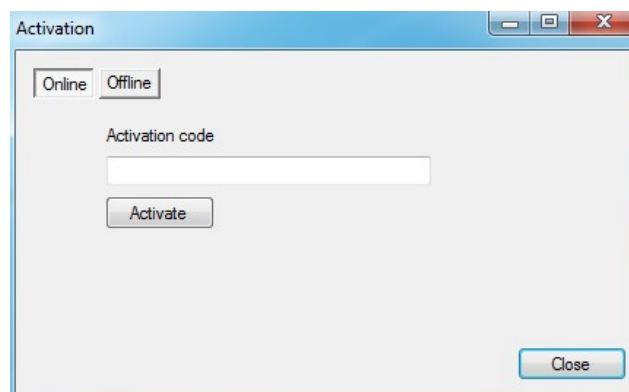 Activation
Online Offline
Activation code
Activate
Close